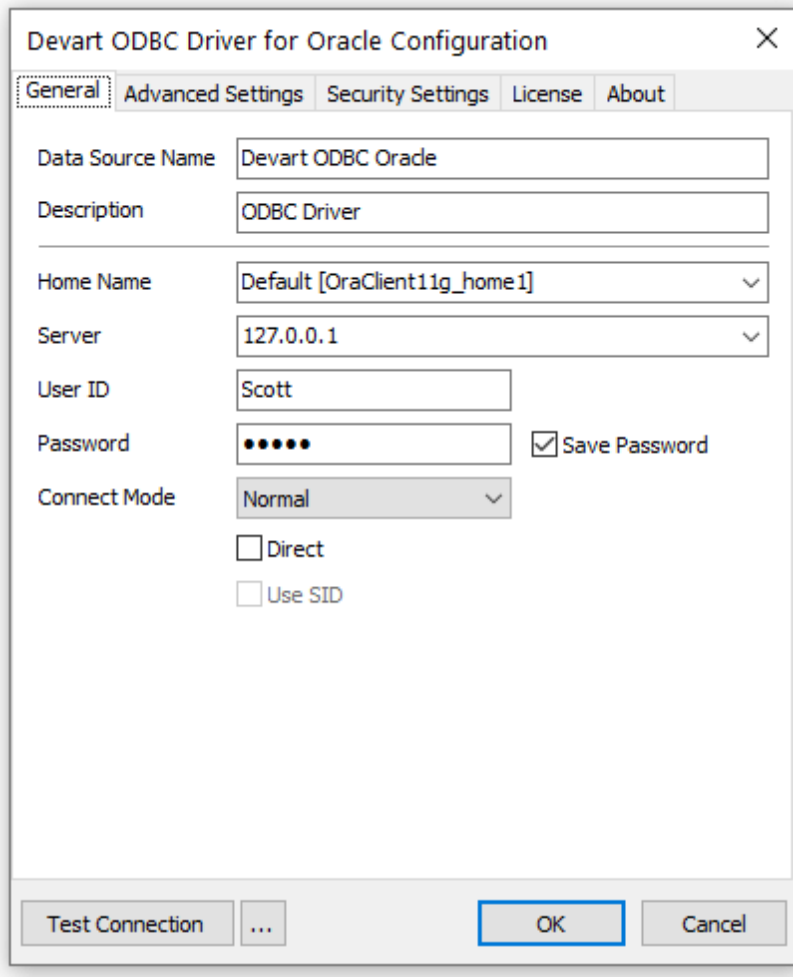 Devart ODBC Driver for Oracle Configuration
General Advanced Settings Security Settings License About
Data Source Name Devart ODBC Oracle
Description ODBC Driver
Home Name Default [OraClient11g_home1]
Server 127.0.0.1
User ID Scott
Password ●●●●● Save Password
Connect Mode Normal
Direct
Use SID
Test Connection ... OK Cancel